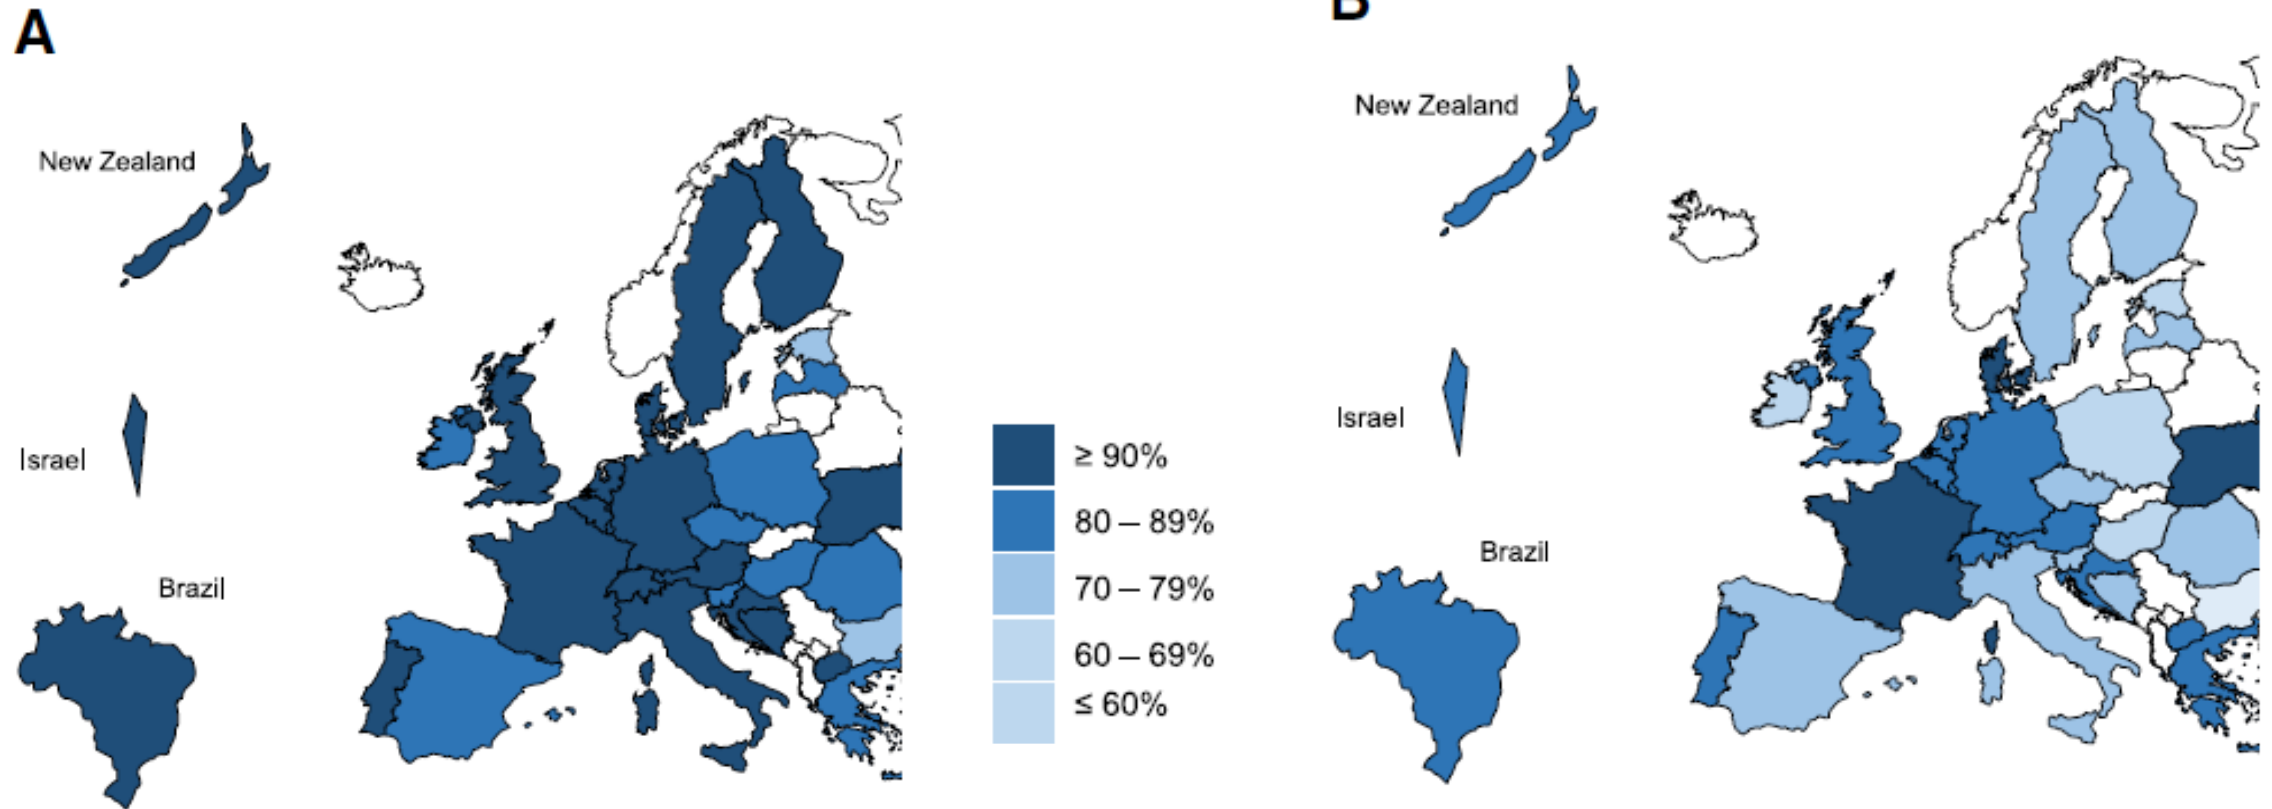 A
New Zealand
Israel
Brazil
≥ 90%
80 – 89%
70 – 79%
60 – 69%
≤ 60%
B
New Zealand
Israel
Brazil